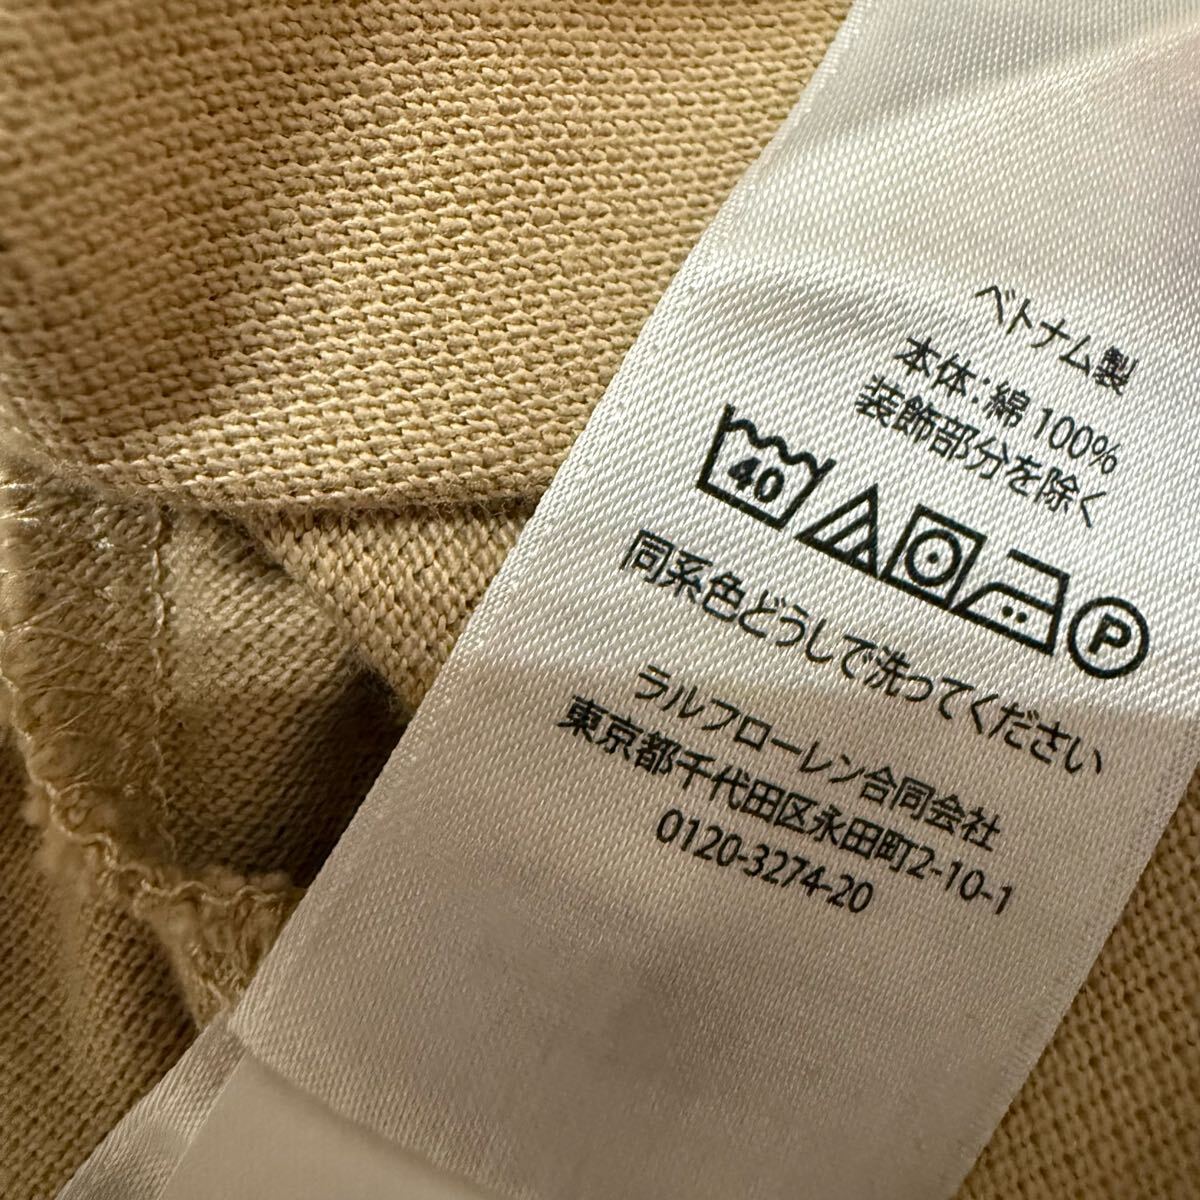 ベトナム製
本体：綿 100%
装飾部分を除く
40 P
同系色どうしで洗ってください
ラルフローレン合同会社
東京都千代田区永田町2-10-1
0120-3274-20